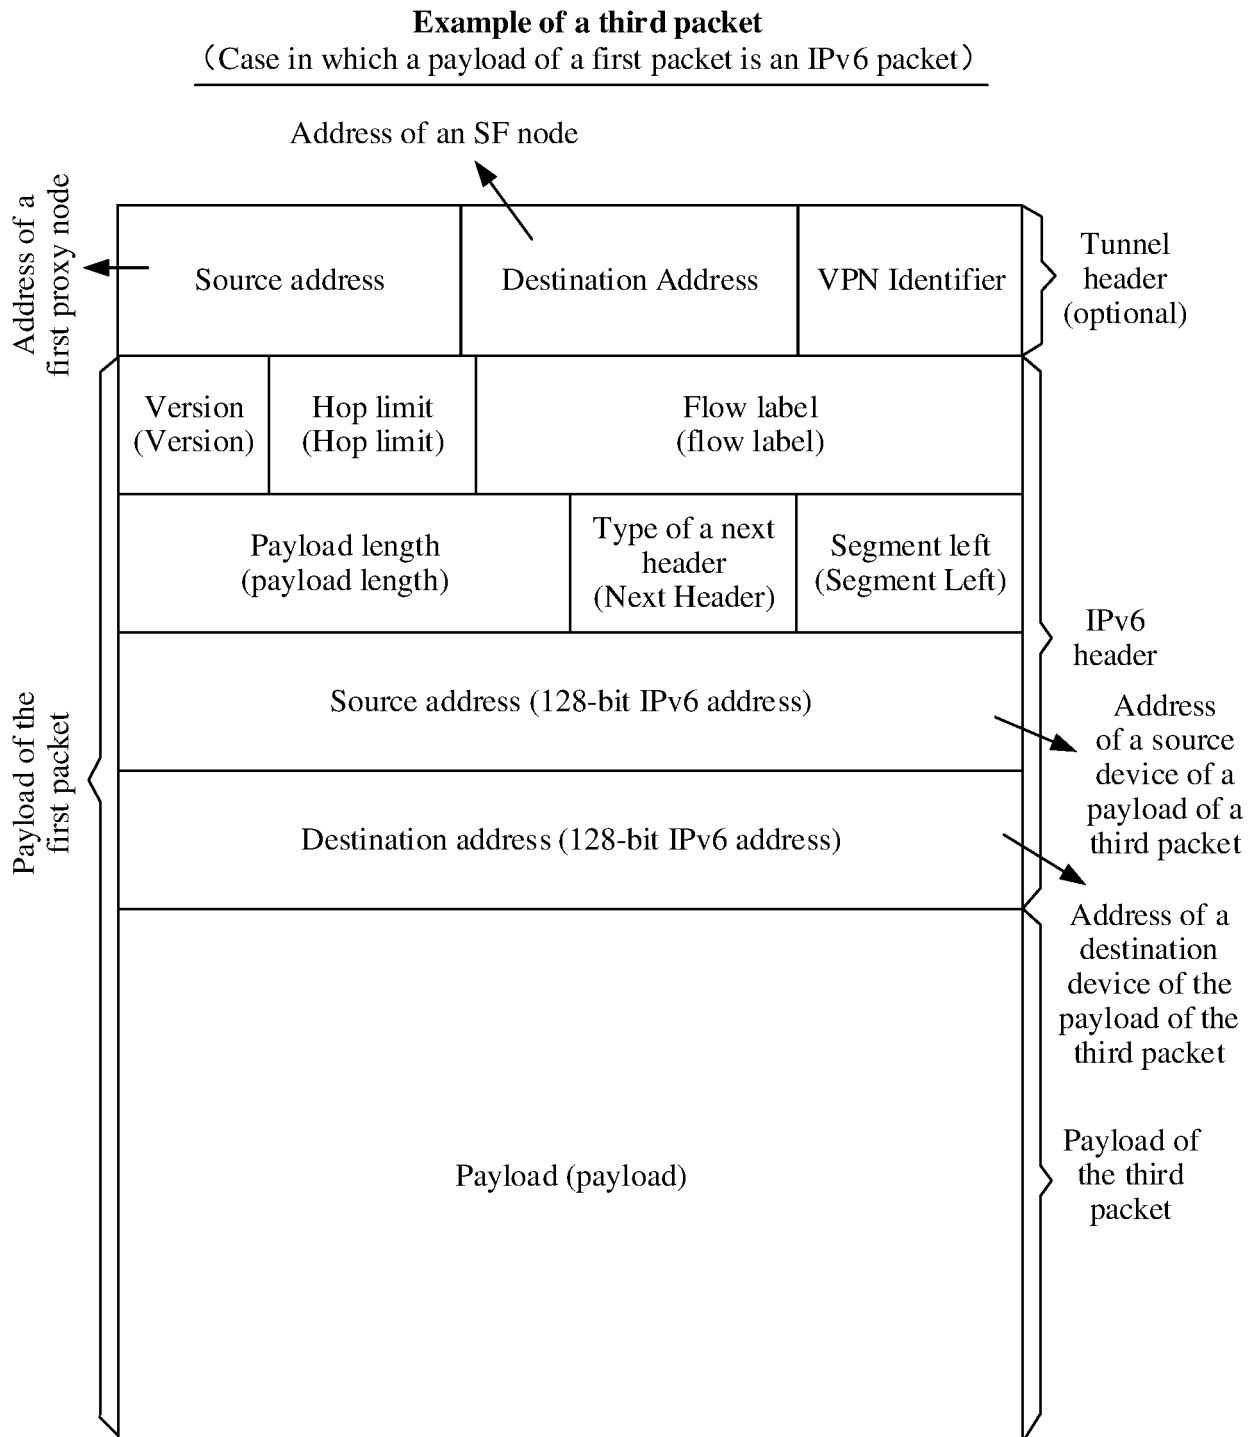 Example of a third packet
(Case in which a payload of a first packet is an IPv6 packet)
Address of an SF node
Address of a
first proxy node
Source address
Destination Address
VPN Identifier
Tunnel
header
(optional)
Version
(Version)
Hop limit
(Hop limit)
Flow label
(flow label)
Payload length
(payload length)
Type of a next
header
(Next Header)
Segment left
(Segment Left)
IPv6
header
Source address (128-bit IPv6 address)
Address
of a source
device of a
payload of a
third packet
Payload of the
first packet
Destination address (128-bit IPv6 address)
Address of a
destination
device of the
payload of the
third packet
Payload (payload)
Payload of
the third
packet